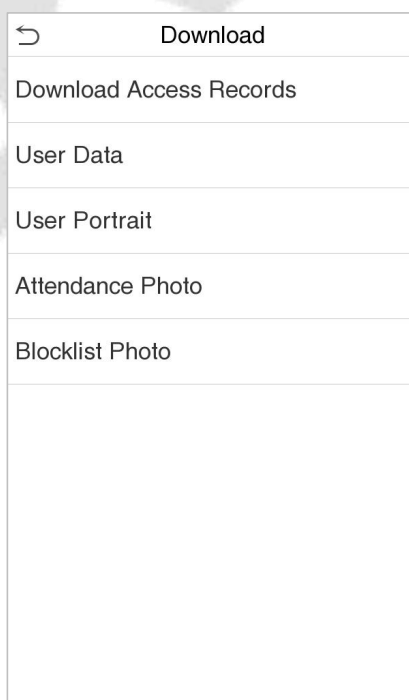 Download
Download Access Records
User Data
User Portrait
Attendance Photo
Blocklist Photo